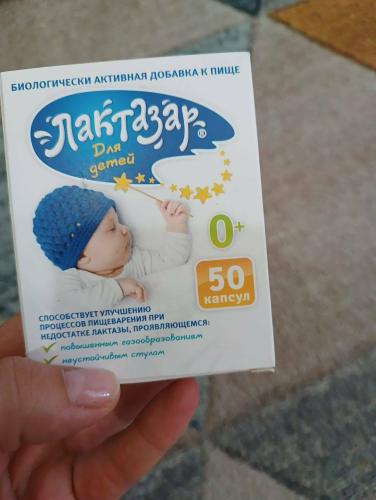 БИОЛОГИЧЕСКИ АКТИВНАЯ ДОБАВКА К ПИЩЕ
Лактазар®
Для
детей
0+
50
капсул
СПОСОБСТВУЕТ УЛУЧШЕНИЮ
ПРОЦЕССОВ ПИЩЕВАРЕНИЯ ПРИ
НЕДОСТАТКЕ ЛАКТАЗЫ, ПРОЯВЛЯЮЩЕМСЯ:
повышенным газообразованием
неустойчивым стулом